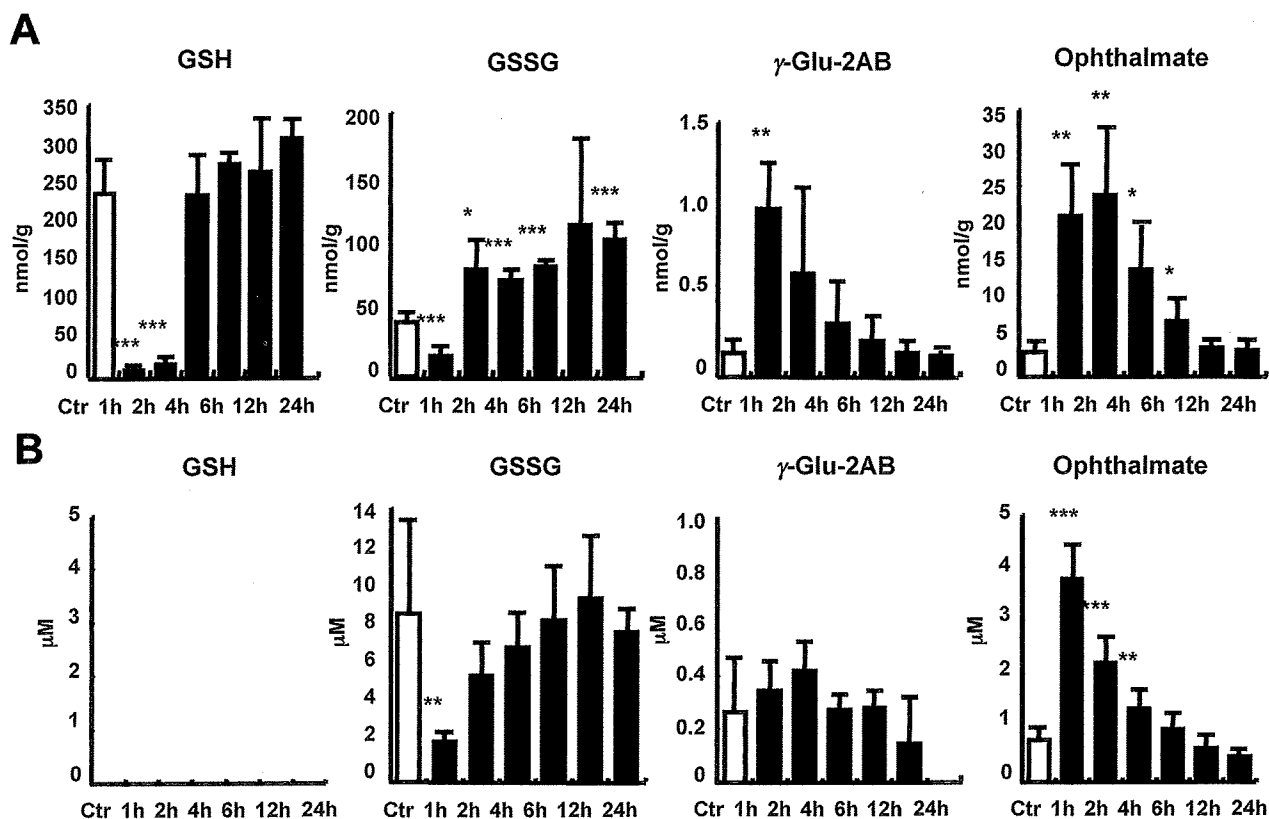 A
GSH
GSSG
γ-Glu-2AB
Ophthalmate
350
300
250
200
150
100
50
0
nmol/g
***
***
Ctr 1h 2h 4h 6h 12h 24h
200
150
100
50
0
nmol/g
***
*
***
***
***
Ctr 1h 2h 4h 6h 12h 24h
1.5
1.0
0.5
0
nmol/g
**
Ctr 1h 2h 4h 6h 12h 24h
35
30
25
20
15
10
5
0
nmol/g
**
**
*
*
Ctr 1h 2h 4h 6h 12h 24h
B
GSH
GSSG
γ-Glu-2AB
Ophthalmate
5
4
3
2
1
0
μM
Ctr 1h 2h 4h 6h 12h 24h
14
12
10
8
6
4
2
0
μM
**
Ctr 1h 2h 4h 6h 12h 24h
1.0
0.8
0.6
0.4
0.2
0
μM
Ctr 1h 2h 4h 6h 12h 24h
5
4
3
2
1
0
μM
***
***
**
Ctr 1h 2h 4h 6h 12h 24h